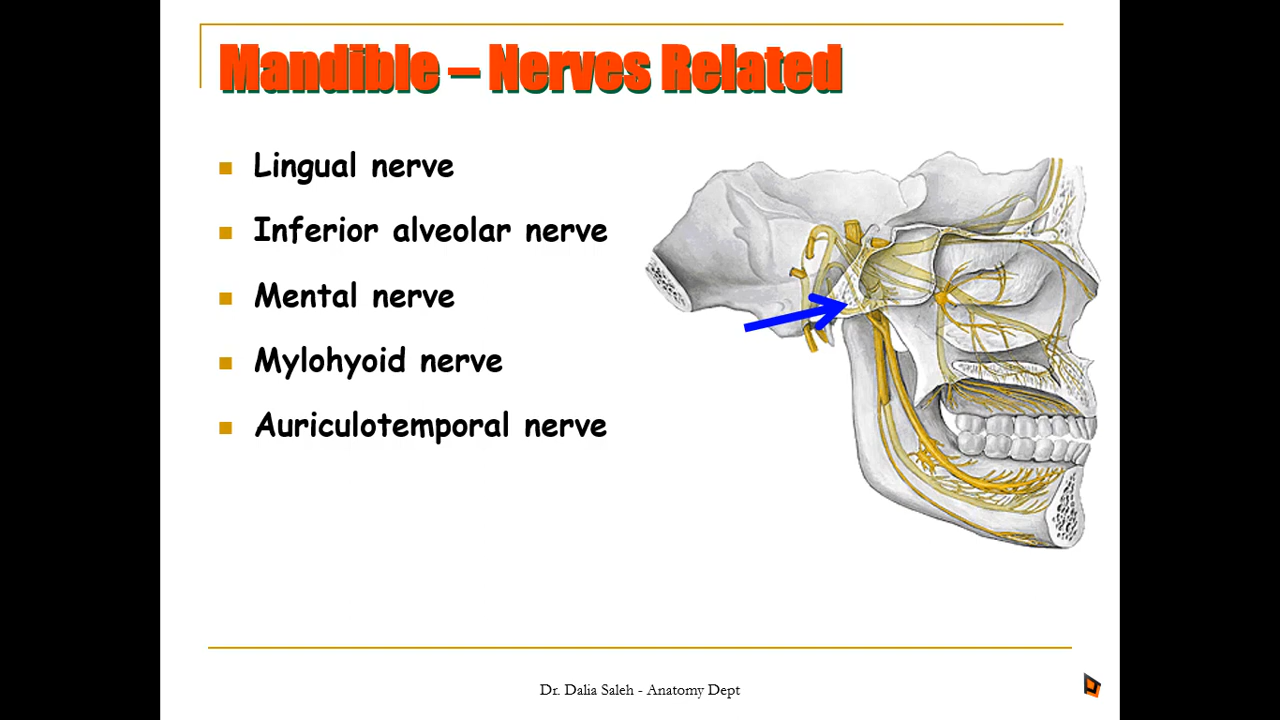 Mandible – Nerves Related
Lingual nerve
Inferior alveolar nerve
Mental nerve
Mylohyoid nerve
Auriculotemporal nerve
Dr. Dalia Saleh - Anatomy Dept